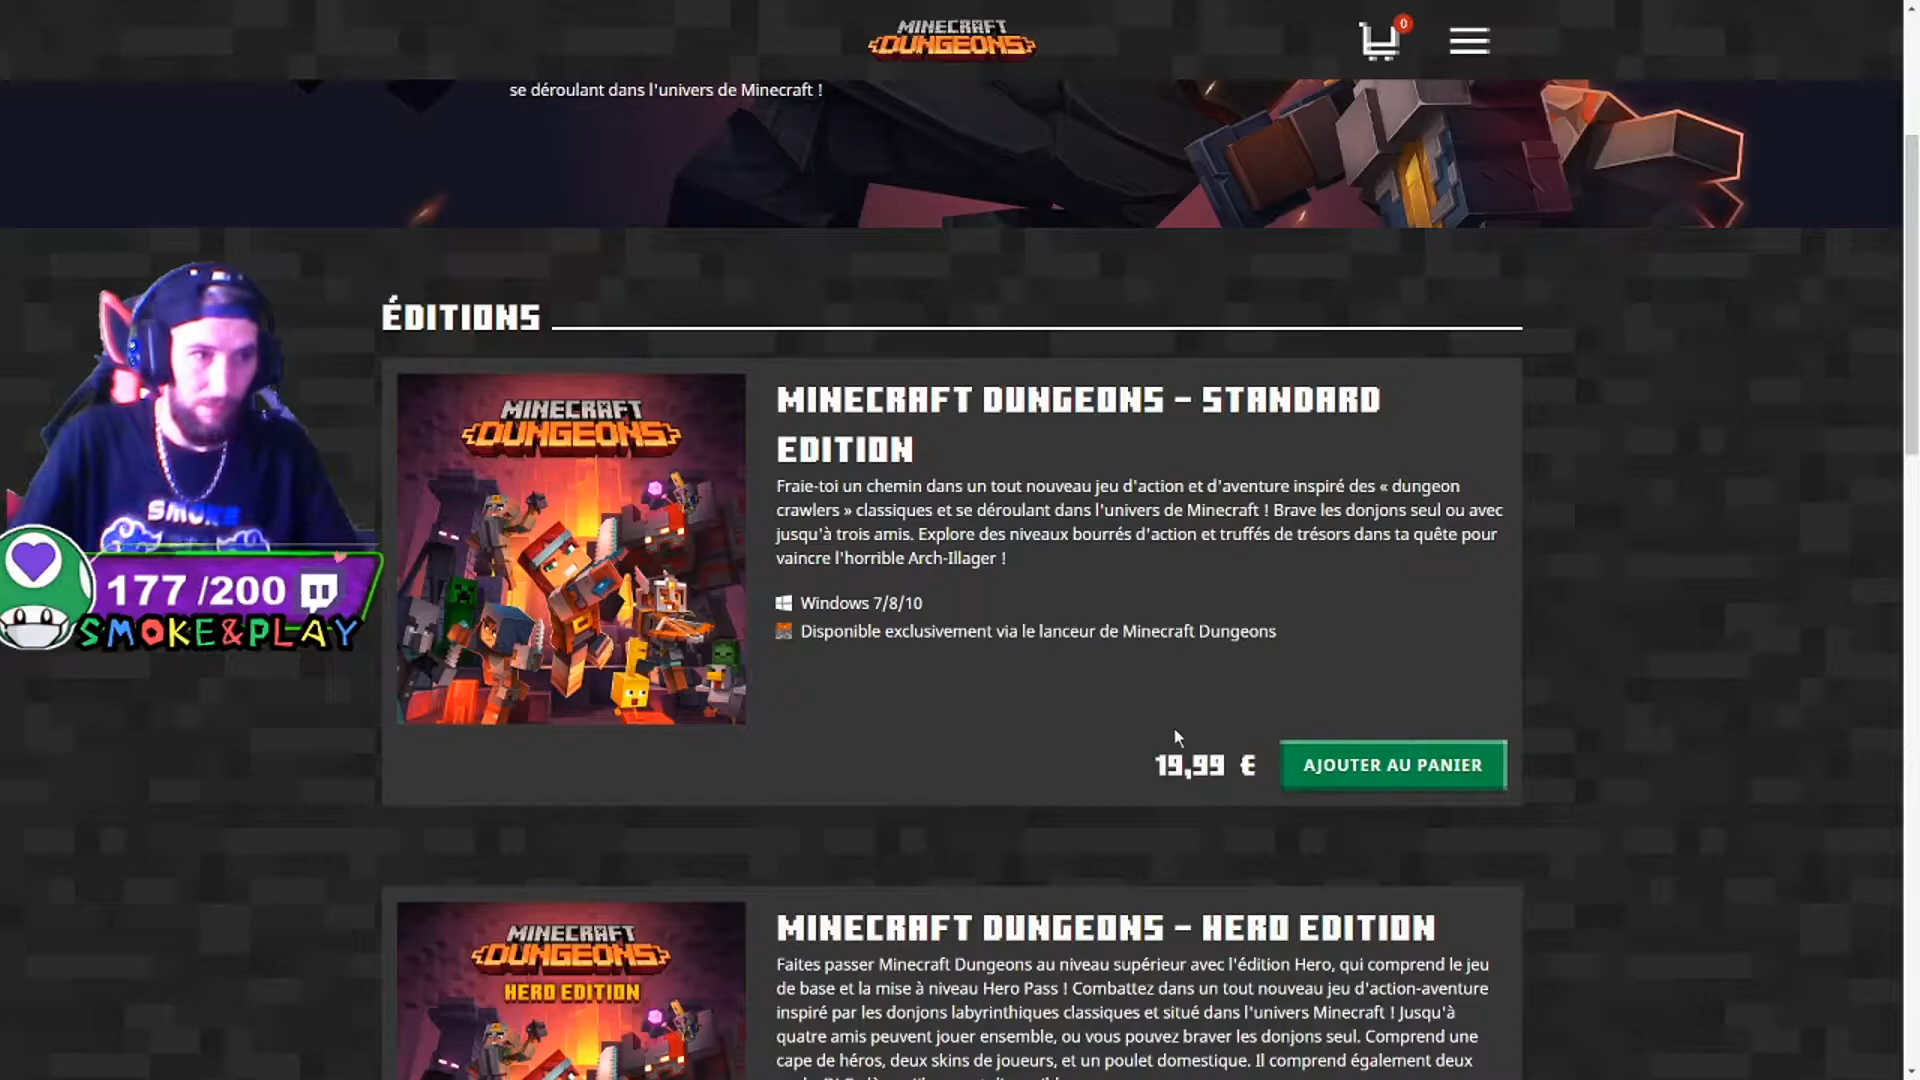 MINECRAFT
DUNGEONS
0
se déroulant dans l'univers de Minecraft !
ÉDITIONS
MINECRAFT
DUNGEONS
MINECRAFT DUNGEONS – STANDARD
EDITION
Fraie-toi un chemin dans un tout nouveau jeu d'action et d'aventure inspiré des « dungeon
crawlers » classiques et se déroulant dans l'univers de Minecraft ! Brave les donjons seul ou avec
jusqu'à trois amis. Explore des niveaux bourrés d'action et truffés de trésors dans ta quête pour
vaincre l'horrible Arch-Illager !
Windows 7/8/10
Disponible exclusivement via le lanceur de Minecraft Dungeons
19,99 €
AJOUTER AU PANIER
SMOKE
177 /200
SMOKE&PLAY
MINECRAFT
DUNGEONS
HERO EDITION
MINECRAFT DUNGEONS – HERO EDITION
Faites passer Minecraft Dungeons au niveau supérieur avec l'édition Hero, qui comprend le jeu
de base et la mise à niveau Hero Pass ! Combattez dans un tout nouveau jeu d'action-aventure
inspiré par les donjons labyrinthiques classiques et situé dans l'univers Minecraft ! Jusqu'à
quatre amis peuvent jouer ensemble, ou vous pouvez braver les donjons seul. Comprend une
cape de héros, deux skins de joueurs, et un poulet domestique. Il comprend également deux